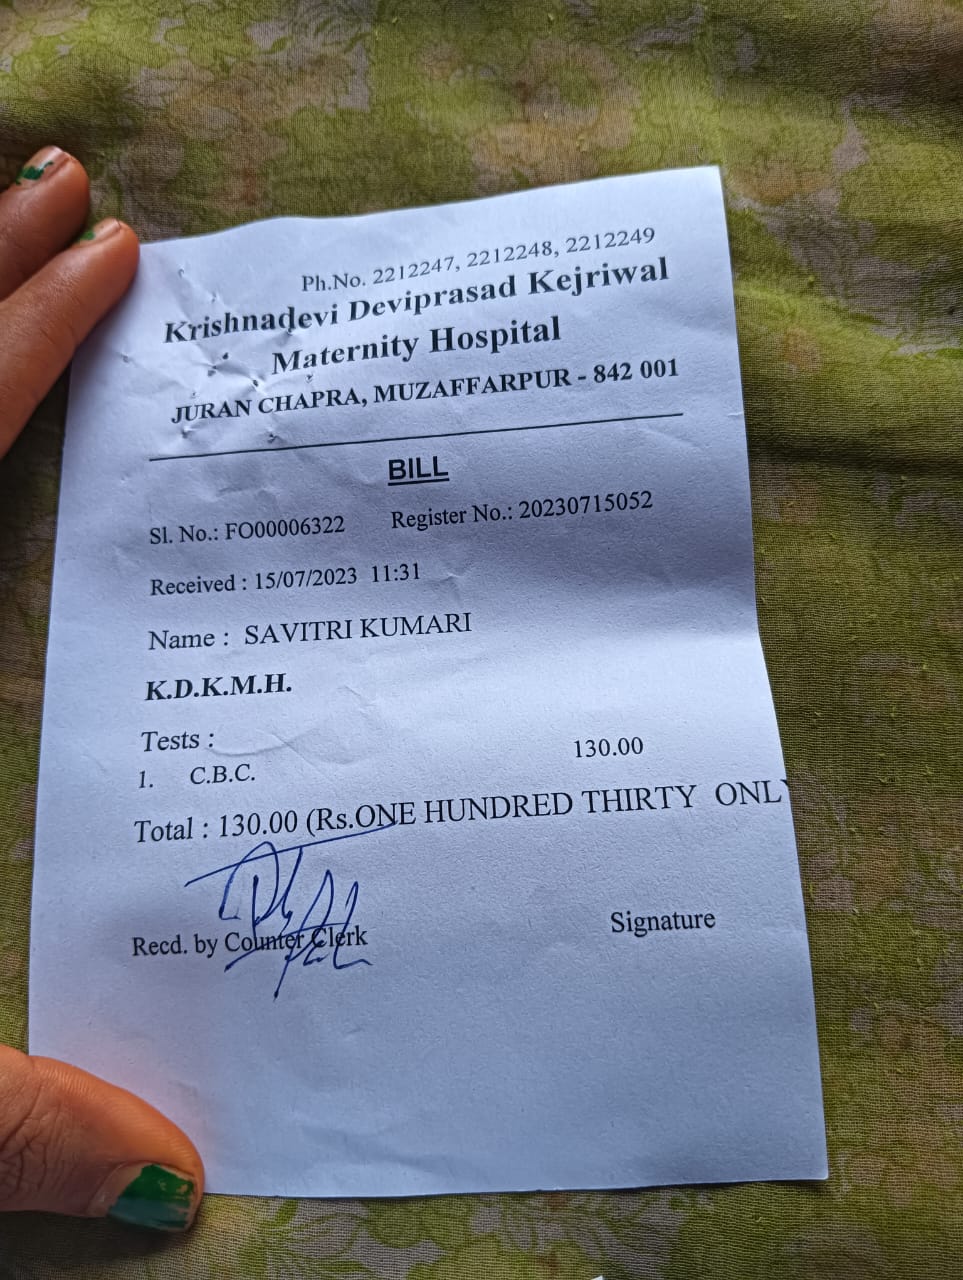 Ph.No. 2212247, 2212248, 2212249
Krishnadevi Deviprasad Kejriwal
Maternity Hospital
JURAN CHAPRA, MUZAFFARPUR - 842 001
BILL
Sl. No.: FO00006322 Register No.: 20230715052
Received : 15/07/2023 11:31
Name : SAVITRI KUMARI
K.D.K.M.H.
Tests :
1. C.B.C. 130.00
Total : 130.00 (Rs.ONE HUNDRED THIRTY ONLY
Recd. by Counter Clerk Signature